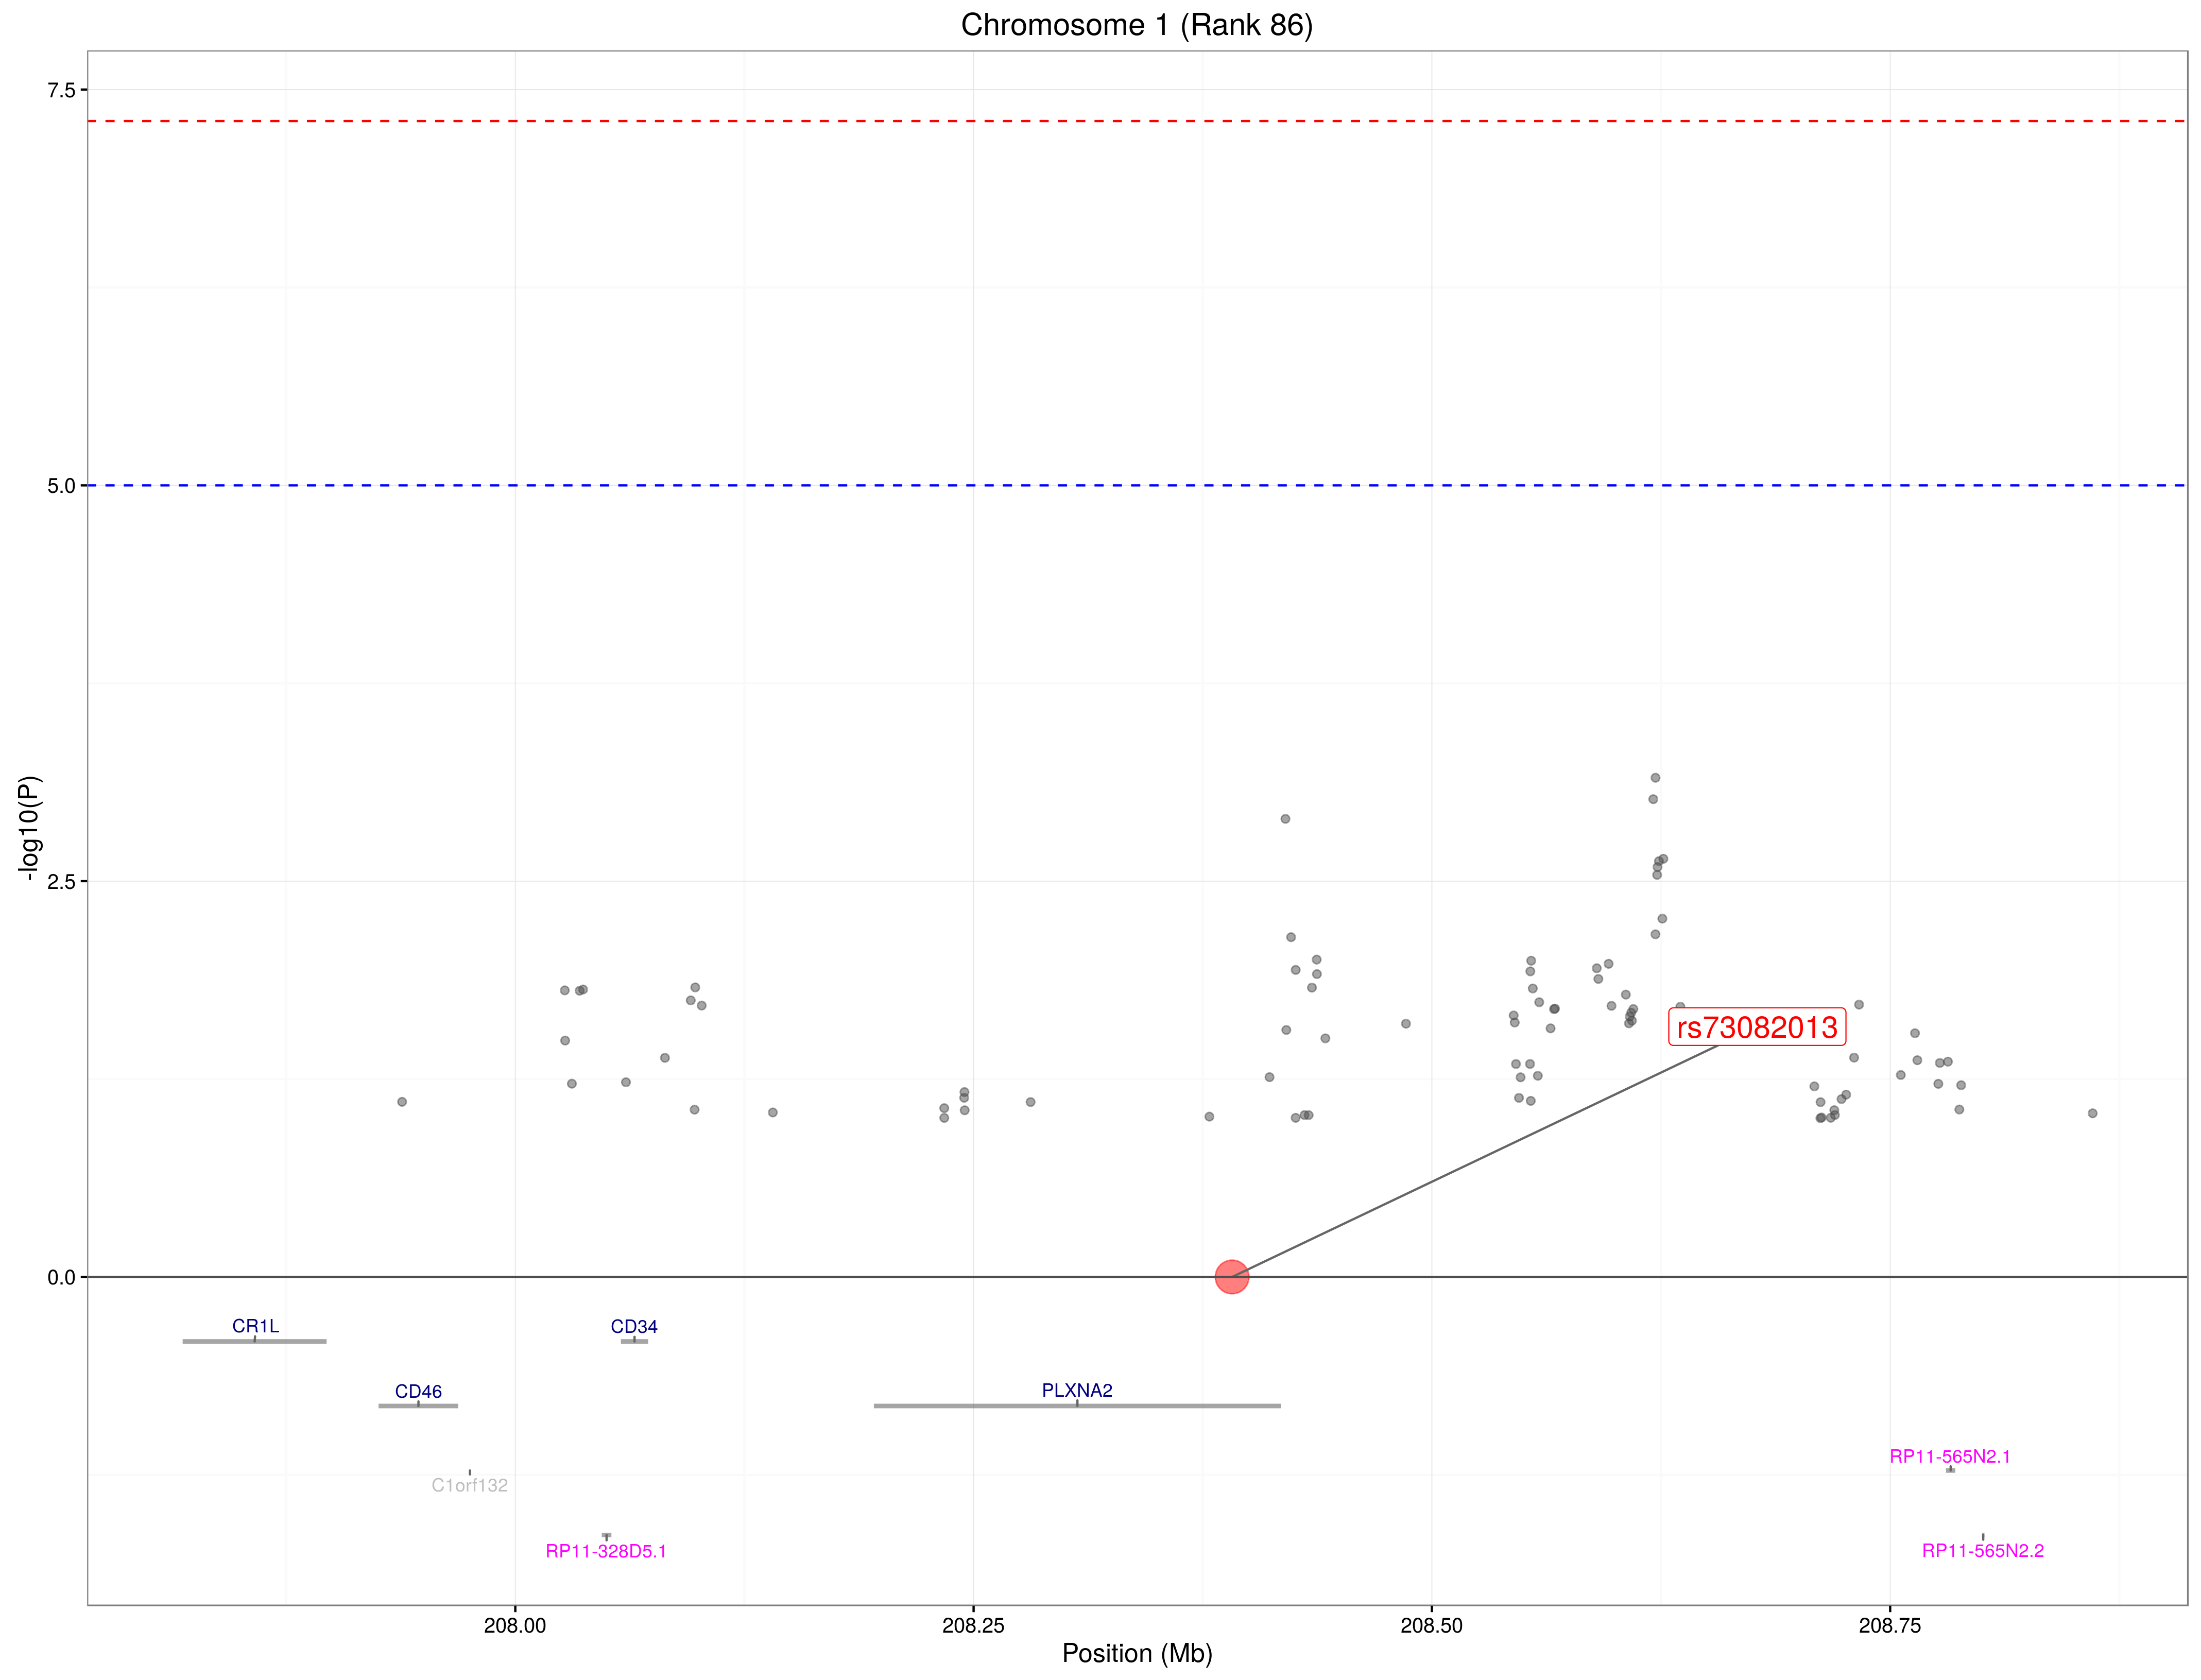 Chromosome 1 (Rank 86)
7.5
5.0
2.5
0.0
-log10(P)
rs73082013
CR1L
CD34
CD46
PLXNA2
RP11-565N2.1
C1orf132
RP11-328D5.1
RP11-565N2.2
208.00
208.25
208.50
208.75
Position (Mb)